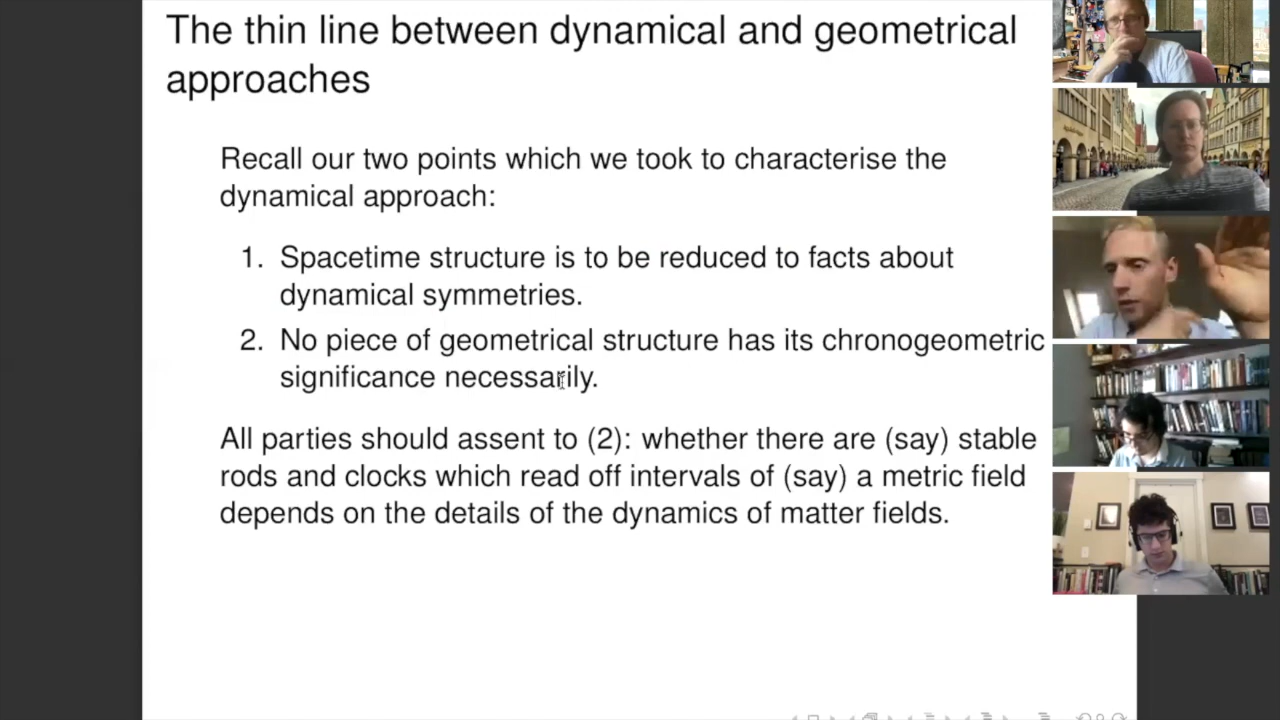 The thin line between dynamical and geometrical
approaches
Recall our two points which we took to characterise the
dynamical approach:
1. Spacetime structure is to be reduced to facts about
dynamical symmetries.
2. No piece of geometrical structure has its chronogeometric
significance necessarily.
All parties should assent to (2): whether there are (say) stable
rods and clocks which read off intervals of (say) a metric field
depends on the details of the dynamics of matter fields.